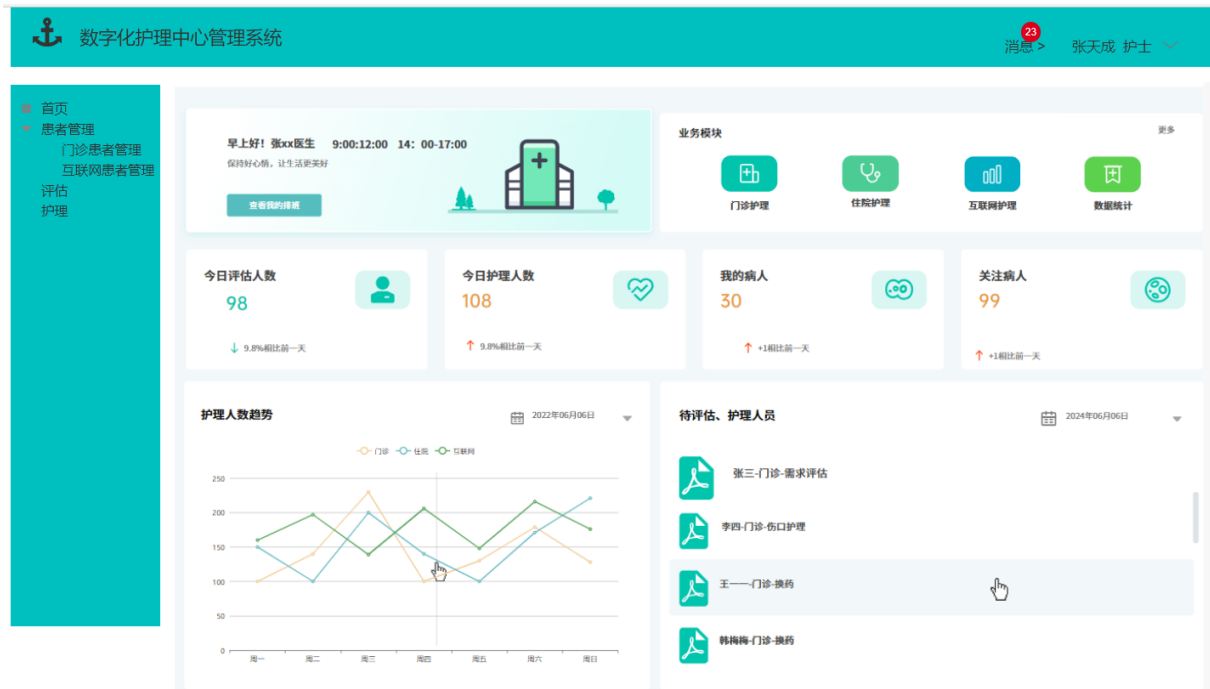 数字化护理中心管理系统
23
消息 >
张天成 护士
首页
患者管理
门诊患者管理
互联网患者管理
评估
护理
早上好！张xx医生 9:00:12:00 14：00-17:00
保持好心情，让生活更美好
查看我的排班
业务模块
更多
门诊护理
住院护理
互联网护理
数据统计
今日评估人数
98
9.8%相比前一天
今日护理人数
108
9.8%相比前一天
我的病人
30
+1相比前一天
关注病人
99
+1相比前一天
护理人数趋势
2022年06月06日
门诊 住院 互联网
250
200
150
100
50
0
周一 周二 周三 周四 周五 周六 周日
待评估、护理人员
2024年06月06日
张三-门诊-需求评估
李四-门诊-伤口护理
王一一-门诊-换药
韩梅梅-门诊-换药